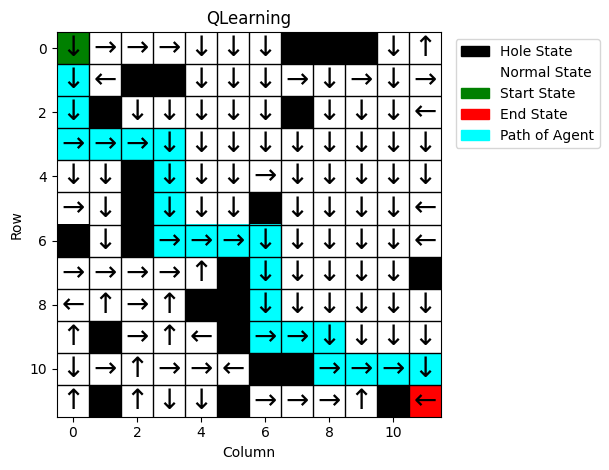 QLearning
0 ↓ → → → ↓ ↓ ↓ ↓ ↑
↓ ← ↓ ↓ ↓ → ↓ → ↓ →
2 ↓ ↓ ↓ ↓ ↓ ↓ ↓ ↓ ↓ ←
→ → → ↓ ↓ ↓ ↓ ↓ ↓ ↓ ↓ ↓
4 ↓ ↓ ↓ ↓ ↓ → ↓ ↓ ↓ ↓ ↓
→ ↓ ↓ ↓ ↓ ↓ ↓ ↓ ↓ ←
6 ↓ → → → ↓ ↓ ↓ ↓ ↓ ←
→ → → → ↑ ↓ ↓ ↓ ↓ ↓
8 ← ↑ → ↑ ↓ ↓ ↓ ↓ ↓ ↓
↑ → ↑ ← → → ↓ ↓ ↓ ↓
10 ↓ → ↑ → → ← → → → ↓
↑ ↑ ↓ ↓ → → → ↑ ←
0 2 4 6 8 10
Column
Row
Hole State
Normal State
Start State
End State
Path of Agent